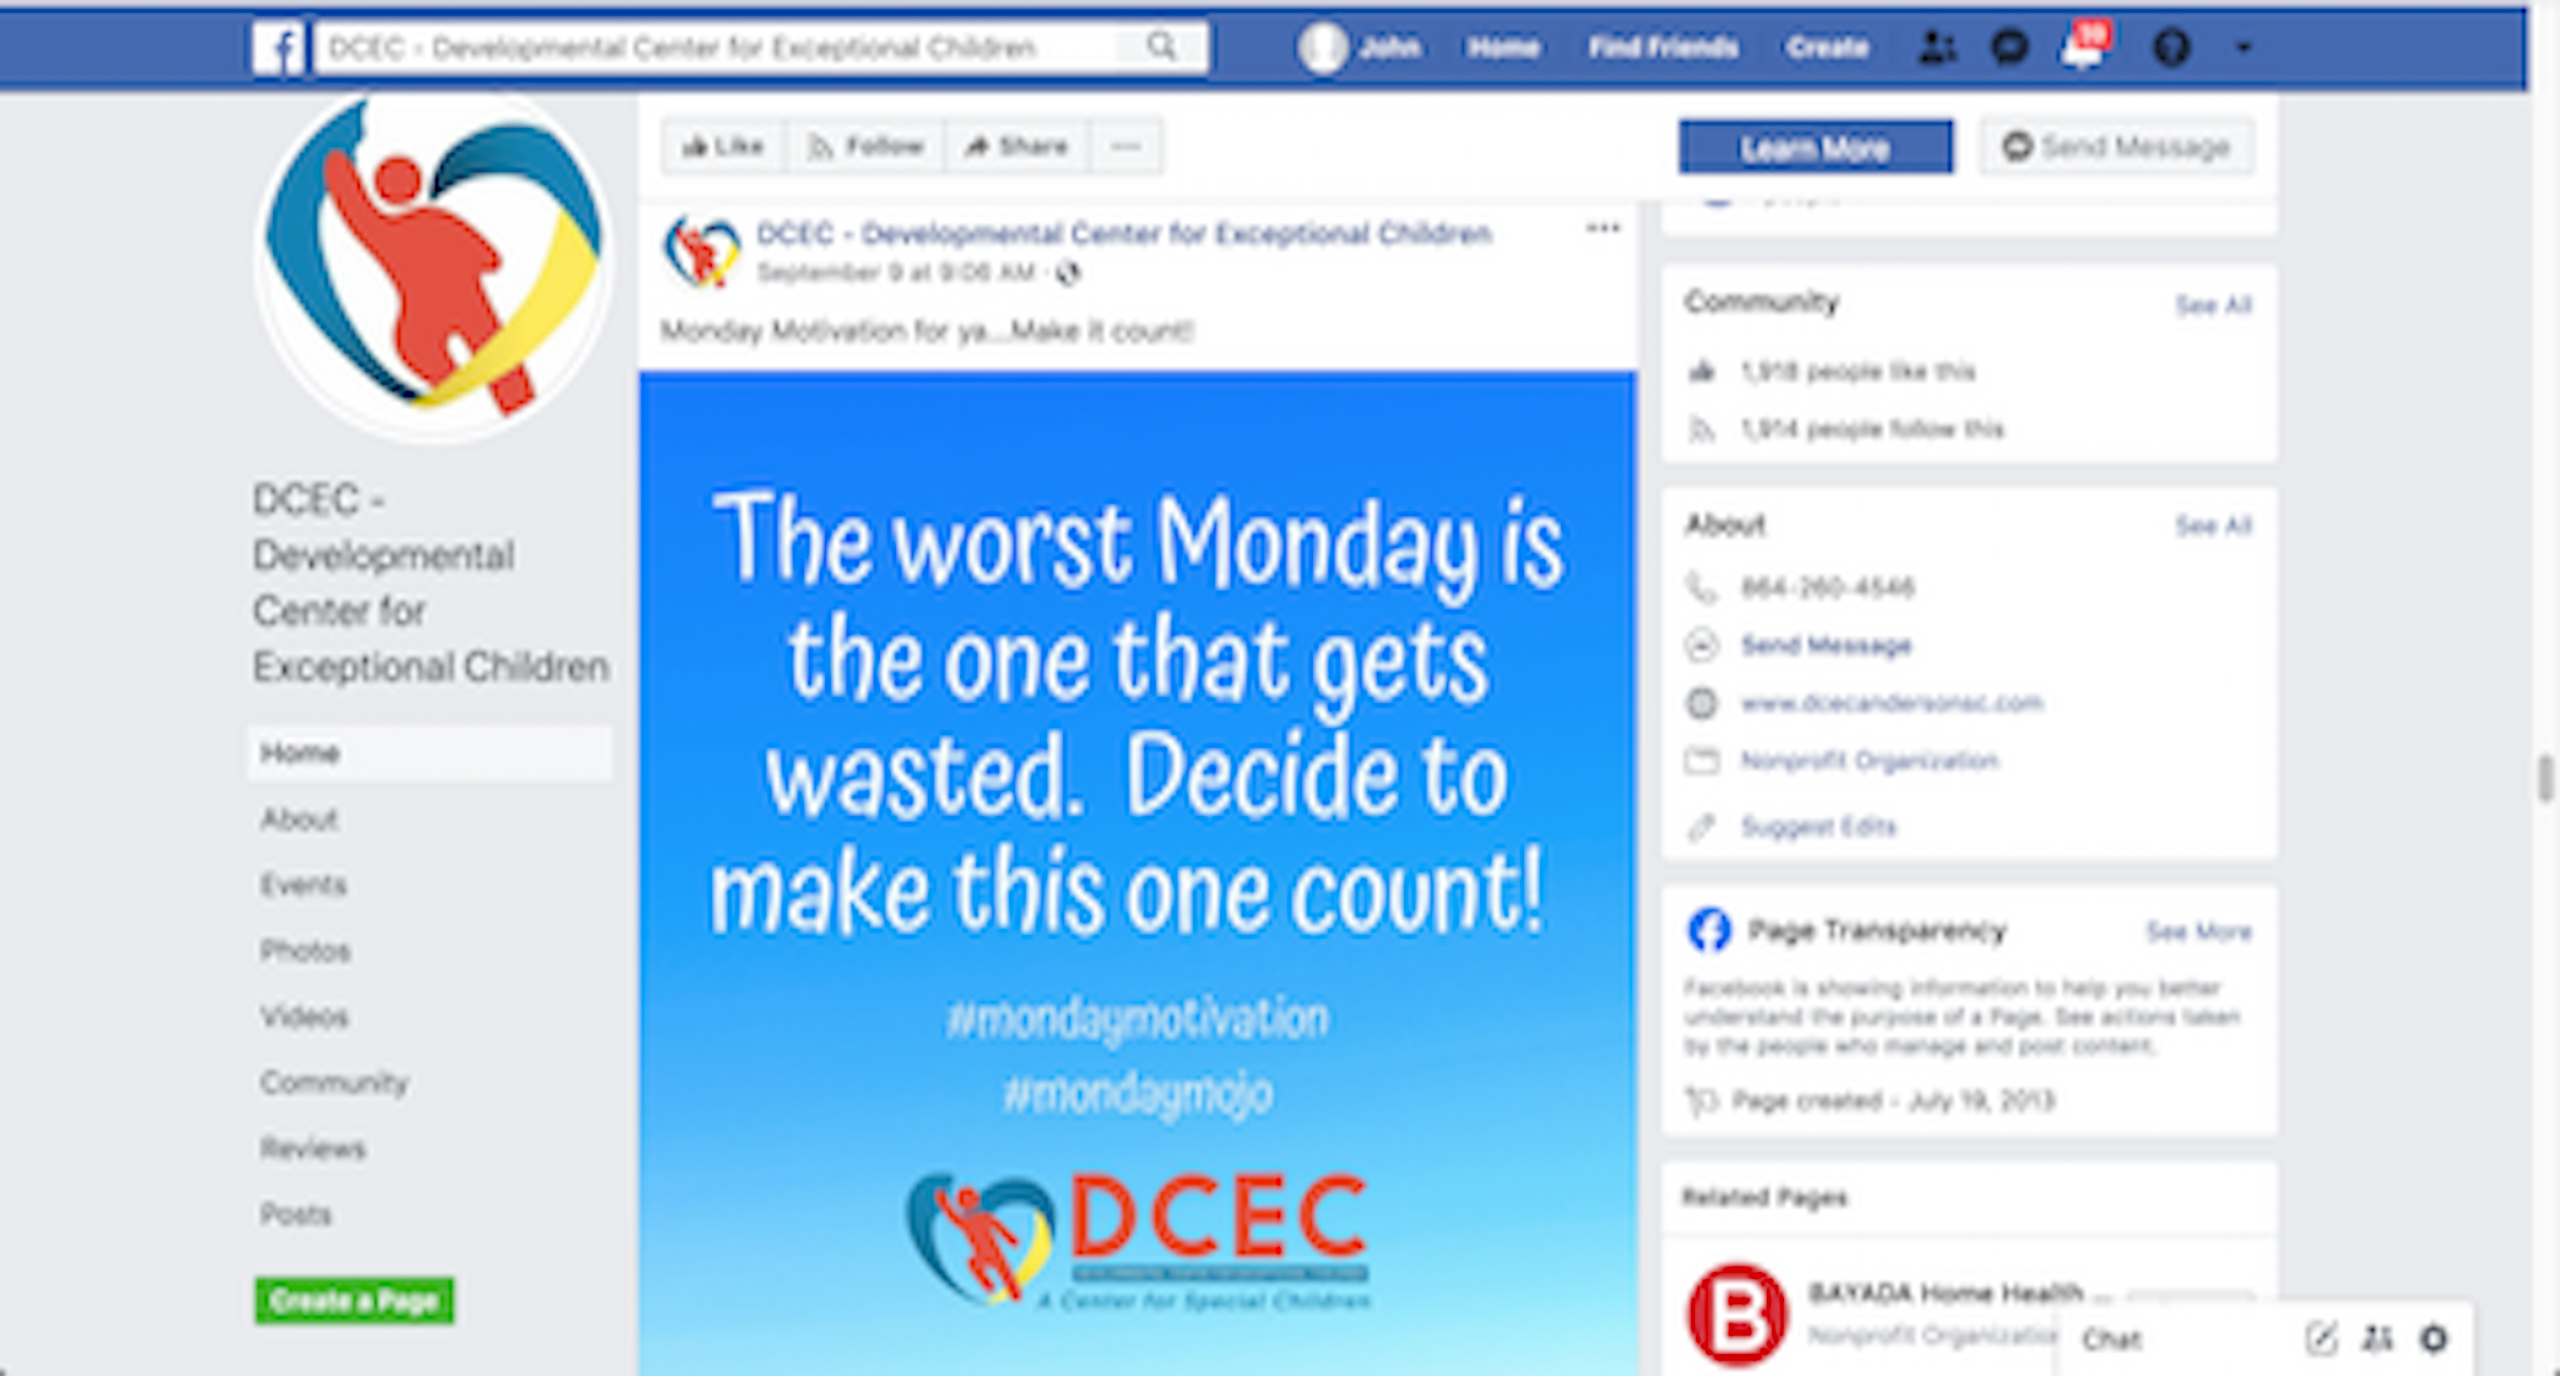 DCEC - Developmental Center for Exceptional Children
John Home Find Friends Create
Like Follow Share
Learn More Send Message
DCEC -
Developmental
Center for
Exceptional Children
Home
About
Events
Photos
Videos
Community
Reviews
Posts
Create a Page
DCEC - Developmental Center for Exceptional Children
September 9 at 9:06 AM ·
Monday Motivation for ya...Make it count!
The worst Monday is
the one that gets
wasted. Decide to
make this one count!
#mondaymotivation
#mondaymojo
DCEC
A Center for Special Children
Community See All
1,918 people like this
1,914 people follow this
About See All
864-260-4546
Send Message
www.dcecandersonsc.com
Nonprofit Organization
Suggest Edits
Page Transparency See More
Facebook is showing information to help you better
understand the purpose of a Page. See actions taken
by the people who manage and post content.
Page created - July 19, 2013
Related Pages
B
BAYADA Home Health ...
Nonprofit
Chat